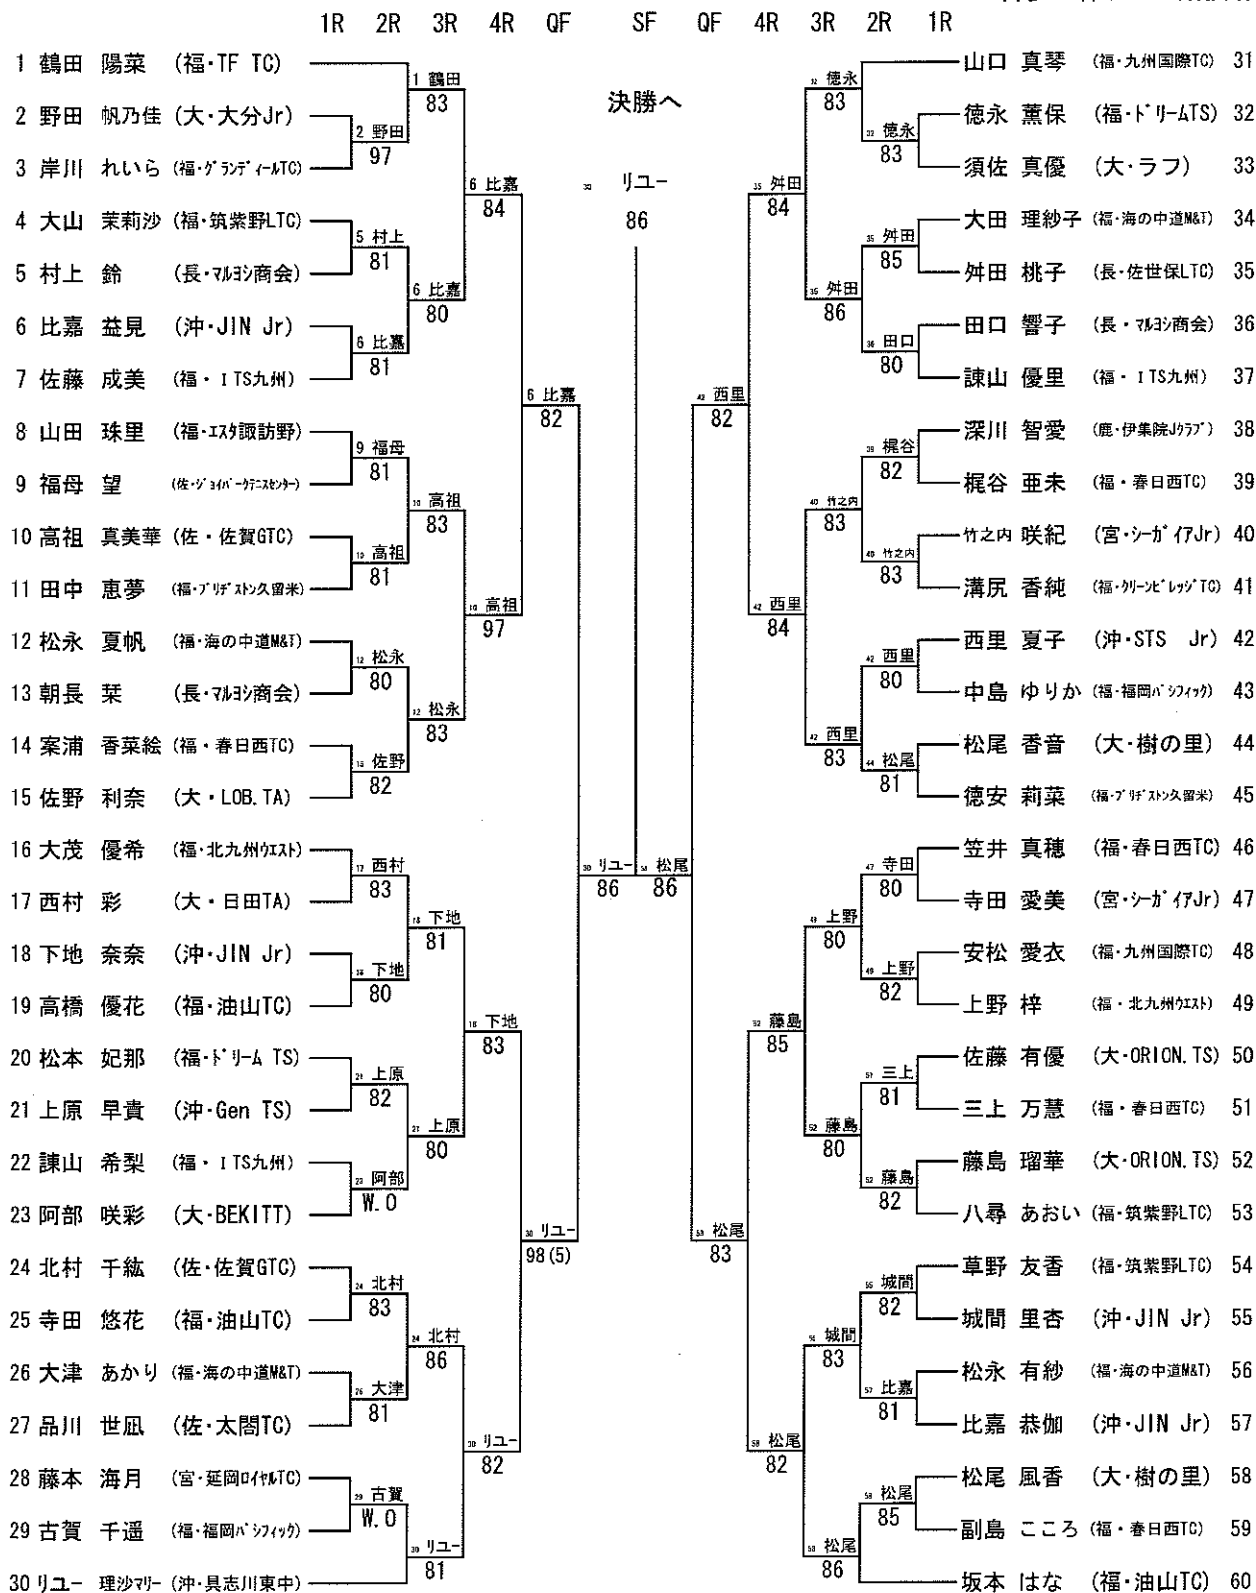 1R 2R 3R 4R QF SF QF 4R 3R 2R 1R
決勝へ
30 リユー
86
1 鶴田 陽菜 (福・TF TC)
2 野田 帆乃佳 (大・大分Jr)
3 岸川 れいら (福・グランディールTC)
4 大山 茉莉沙 (福・筑紫野LTC)
5 村上 鈴 (長・マルヨシ商会)
6 比嘉 益見 (沖・JIN Jr)
7 佐藤 成美 (福・ITS九州)
8 山田 珠里 (福・エスタ諏訪野)
9 福母 望 (佐・ジョイパークテニスセンター)
10 高祖 真美華 (佐・佐賀GTC)
11 田中 恵夢 (福・ブリヂストン久留米)
12 松永 夏帆 (福・海の中道M&T)
13 朝長 栞 (長・マルヨシ商会)
14 案浦 香菜絵 (福・春日西TC)
15 佐野 利奈 (大・LOB.TA)
16 大茂 優希 (福・北九州ウエスト)
17 西村 彩 (大・日田TA)
18 下地 奈奈 (沖・JIN Jr)
19 高橋 優花 (福・油山TC)
20 松本 妃那 (福・ドリーム TS)
21 上原 早貴 (沖・Gen TS)
22 諌山 希梨 (福・ITS九州)
23 阿部 咲彩 (大・BEKITT)
24 北村 千紘 (佐・佐賀GTC)
25 寺田 悠花 (福・油山TC)
26 大津 あかり (福・海の中道M&T)
27 品川 世凪 (佐・太閤TC)
28 藤本 海月 (宮・延岡ロイヤルTC)
29 古賀 千遥 (福・福岡パシフィック)
30 リユー 理沙マリー (沖・具志川東中)
2 野田
97
5 村上
81
6 比嘉
81
9 福母
81
10 高祖
81
12 松永
80
15 佐野
82
17 西村
83
18 下地
80
21 上原
82
23 阿部
W.O
24 北村
83
26 大津
81
29 古賀
W.O
1 鶴田
83
6 比嘉
80
10 高祖
83
12 松永
83
18 下地
81
21 上原
80
24 北村
86
30 リユー
81
6 比嘉
84
10 高祖
97
18 下地
83
30 リユー
82
6 比嘉
82
30 リユー
98(5)
30 リユー
86
58 松尾
86
42 西里
82
58 松尾
83
35 舛田
84
42 西里
84
52 藤島
85
58 松尾
82
32 徳永
83
35 舛田
86
40 竹之内
83
42 西里
83
49 上野
80
52 藤島
80
城間
83
58 松尾
86
32 徳永
83
35 舛田
85
36 田口
80
39 梶谷
82
40 竹之内
83
42 西里
80
44 松尾
81
47 寺田
80
49 上野
82
51 三上
81
52 藤島
82
55 城間
82
57 比嘉
81
58 松尾
85
山口 真琴 (福・九州国際TC) 31
徳永 薫保 (福・ドリームTS) 32
須佐 真優 (大・ラフ) 33
大田 理紗子 (福・海の中道M&T) 34
舛田 桃子 (長・佐世保LTC) 35
田口 響子 (長・マルヨシ商会) 36
諌山 優里 (福・ITS九州) 37
深川 智愛 (鹿・伊集院Jクラブ) 38
梶谷 亜未 (福・春日西TC) 39
竹之内 咲紀 (宮・シーガイアJr) 40
溝尻 香純 (福・グリーンビレッジTC) 41
西里 夏子 (沖・STS Jr) 42
中島 ゆりか (福・福岡パシフィック) 43
松尾 香音 (大・樹の里) 44
徳安 莉菜 (福・ブリヂストン久留米) 45
笠井 真穂 (福・春日西TC) 46
寺田 愛美 (宮・シーガイアJr) 47
安松 愛衣 (福・九州国際TC) 48
上野 梓 (福・北九州ウエスト) 49
佐藤 有優 (大・ORION.TS) 50
三上 万慧 (福・春日西TC) 51
藤島 瑠華 (大・ORION.TS) 52
八尋 あおい (福・筑紫野LTC) 53
草野 友香 (福・筑紫野LTC) 54
城間 里杏 (沖・JIN Jr) 55
松永 有紗 (福・海の中道M&T) 56
比嘉 恭伽 (沖・JIN Jr) 57
松尾 風香 (大・樹の里) 58
副島 こころ (福・春日西TC) 59
坂本 はな (福・油山TC) 60